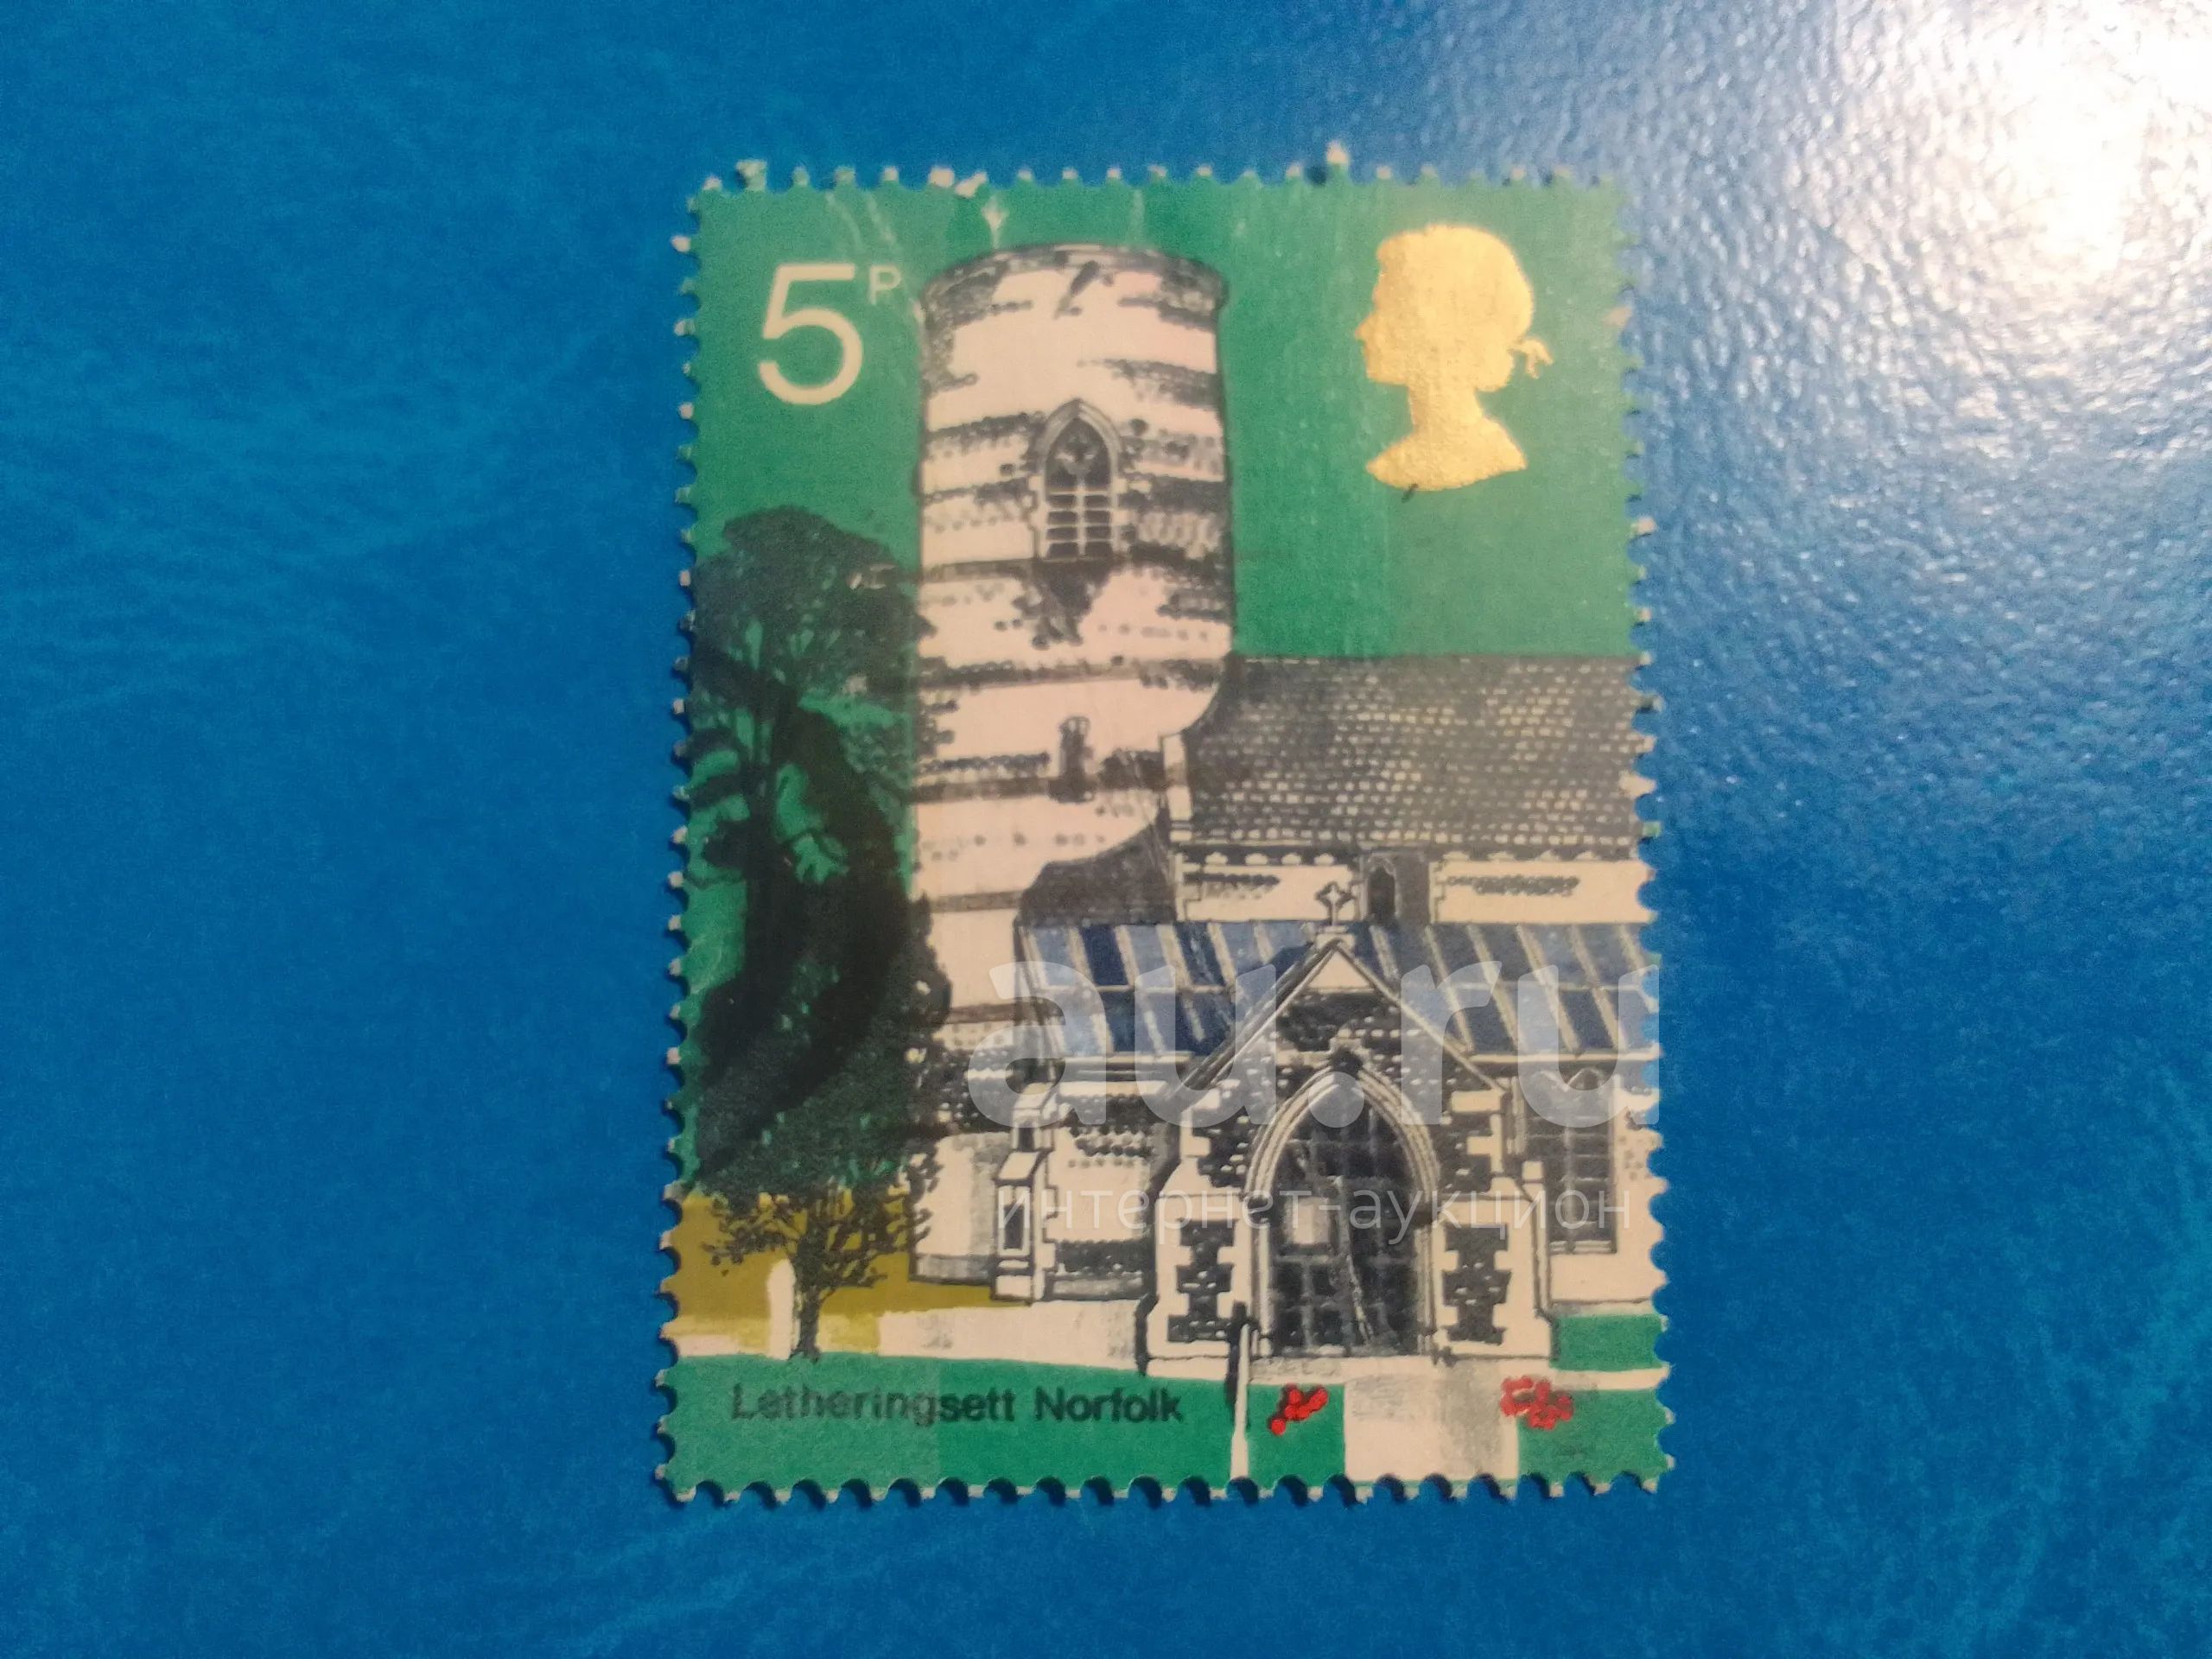 5P
au.ru
интернет-аукцион
Letheringsett Norfolk